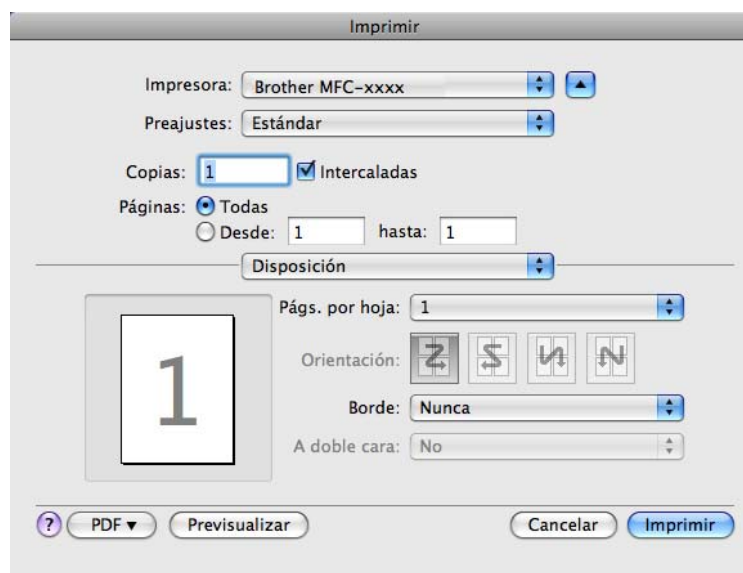 Imprimir
Impresora: Brother MFC-xxxx
Preajustes: Estándar
Copias: 1 Intercaladas
Páginas: Todas
Desde: 1 hasta: 1
Disposición
Págs. por hoja: 1
1
Orientación:
Borde: Nunca
A doble cara: No
? PDF Previsualizar Cancelar Imprimir